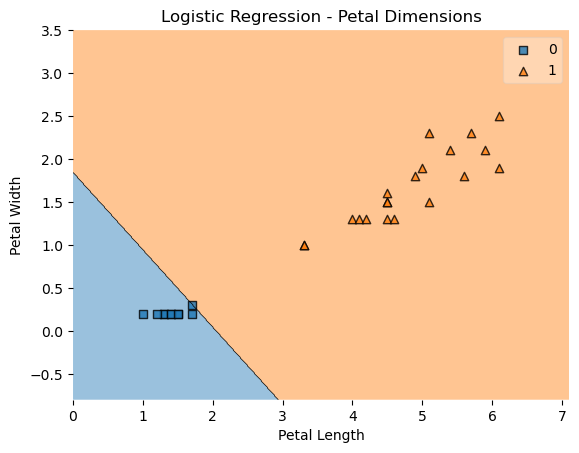 Logistic Regression - Petal Dimensions
3.5
3.0
2.5
2.0
1.5
1.0
0.5
0.0
−0.5
Petal Width
0
1
0 1 2 3 4 5 6 7
Petal Length